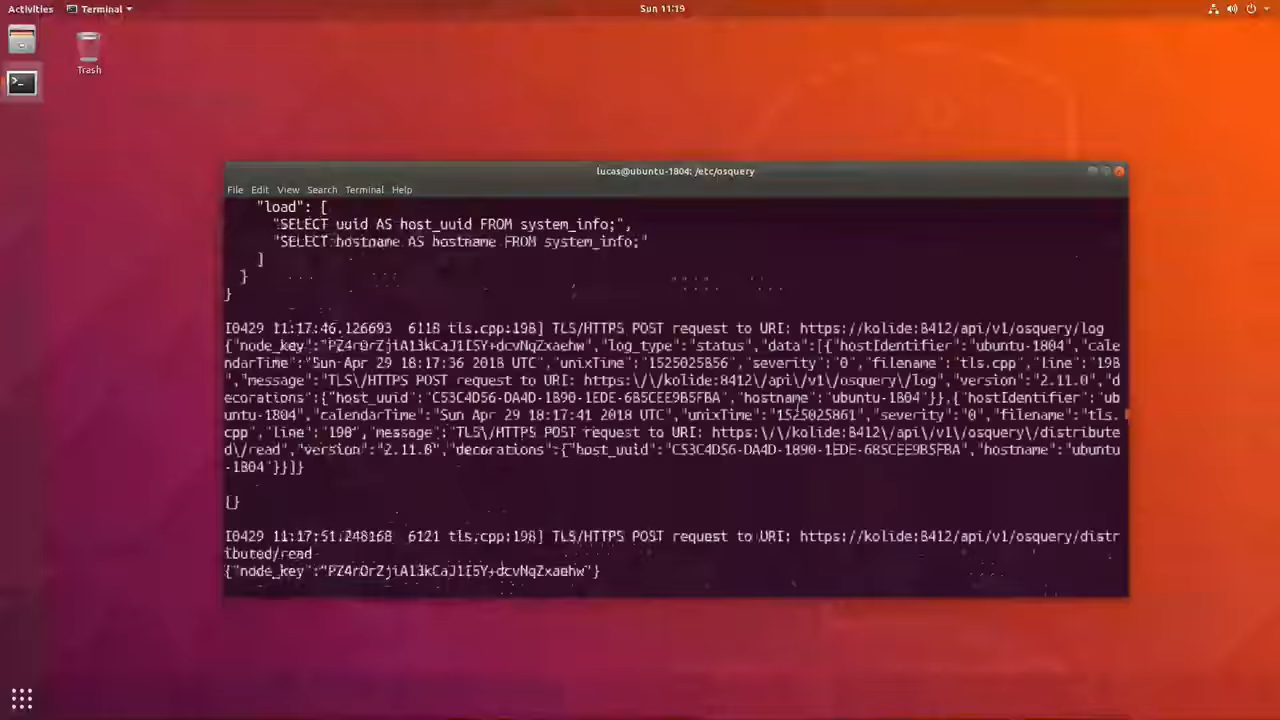 Activities Terminal Sun 11:19
Trash
lucas@ubuntu-1804: /etc/osquery
File Edit View Search Terminal Help
"load": [
"SELECT uuid AS host_uuid FROM system_info;",
"SELECT hostname AS hostname FROM system_info;"
]
}
}
I0429 11:17:46.126693 6118 tls.cpp:198] TLS/HTTPS POST request to URI: https://kolide:8412/api/v1/osquery/log
{"node_key":"PZ4rOrZjiA13kCaJ1I5Y+dcvNqZxaehw","log_type":"status","data":[{"hostIdentifier":"ubuntu-1804","cale
ndarTime":"Sun Apr 29 18:17:36 2018 UTC","unixTime":"1525025856","severity":"0","filename":"tls.cpp","line":"198
","message":"TLS\/HTTPS POST request to URI: https:\/\/kolide:8412\/api\/v1\/osquery\/log","version":"2.11.0","d
ecorations":{"host_uuid":"C53C4D56-DA4D-1890-1EDE-685CEE9B5FBA","hostname":"ubuntu-1804"}},{"hostIdentifier":"ub
untu-1804","calendarTime":"Sun Apr 29 18:17:41 2018 UTC","unixTime":"1525025861","severity":"0","filename":"tls.
cpp","line":"198","message":"TLS\/HTTPS POST request to URI: https:\/\/kolide:8412\/api\/v1\/osquery\/distribute
d\/read","version":"2.11.0","decorations":{"host_uuid":"C53C4D56-DA4D-1890-1EDE-685CEE9B5FBA","hostname":"ubuntu
-1804"}}]}
{}
I0429 11:17:51.248168 6121 tls.cpp:198] TLS/HTTPS POST request to URI: https://kolide:8412/api/v1/osquery/distr
ibuted/read
{"node_key":"PZ4rOrZjiA13kCaJ1I5Y+dcvNqZxaehw"}